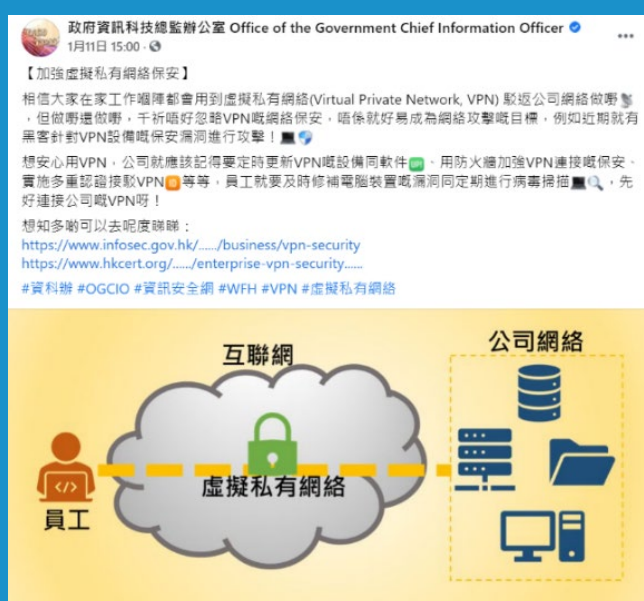 政府資訊科技總監辦公室 Office of the Government Chief Information Officer
1月11日 15:00 ·
【加強虛擬私有網絡保安】
相信大家在家工作嗰陣都會用到虛擬私有網絡(Virtual Private Network, VPN) 駁返公司網絡做嘢
，但做嘢還做嘢，千祈唔好忽略VPN嘅網絡保安，唔係就好易成為網絡攻擊嘅目標，例如近期就有
黑客針對VPN設備嘅保安漏洞進行攻擊！
想安心用VPN，公司就應該記得要定時更新VPN嘅設備同軟件、用防火牆加強VPN連接嘅保安、
實施多重認證接駁VPN等等，員工就要及時修補電腦裝置嘅漏洞同定期進行病毒掃描，先
好連接公司嘅VPN呀！
想知多啲可以去呢度睇睇：
https://www.infosec.gov.hk/....../business/vpn-security
https://www.hkcert.org/....../enterprise-vpn-security......
#資科辦 #OGCIO #資訊安全網 #WFH #VPN #虛擬私有網絡
互聯網
公司網絡
虛擬私有網絡
員工